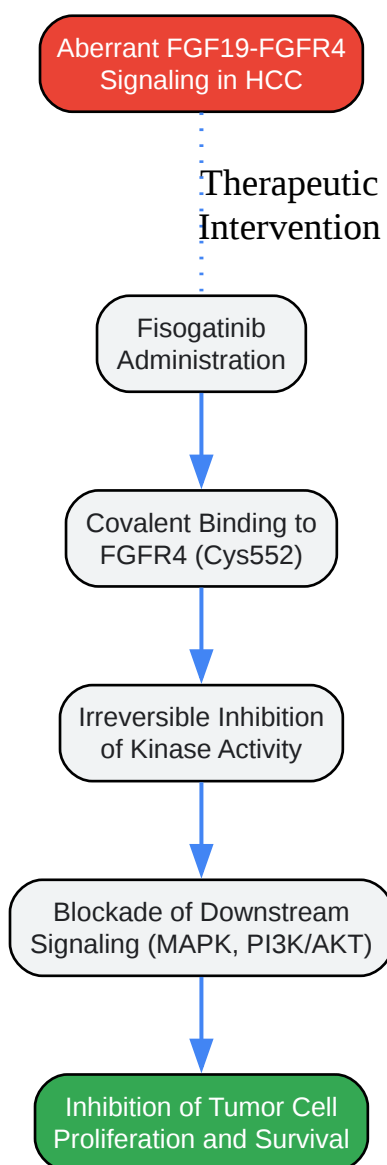 Aberrant FGF19-FGFR4
Signaling in HCC
Therapeutic
Intervention
Fisogatinib
Administration
Covalent Binding to
FGFR4 (Cys552)
Irreversible Inhibition
of Kinase Activity
Blockade of Downstream
Signaling (MAPK, PI3K/AKT)
Inhibition of Tumor Cell
Proliferation and Survival